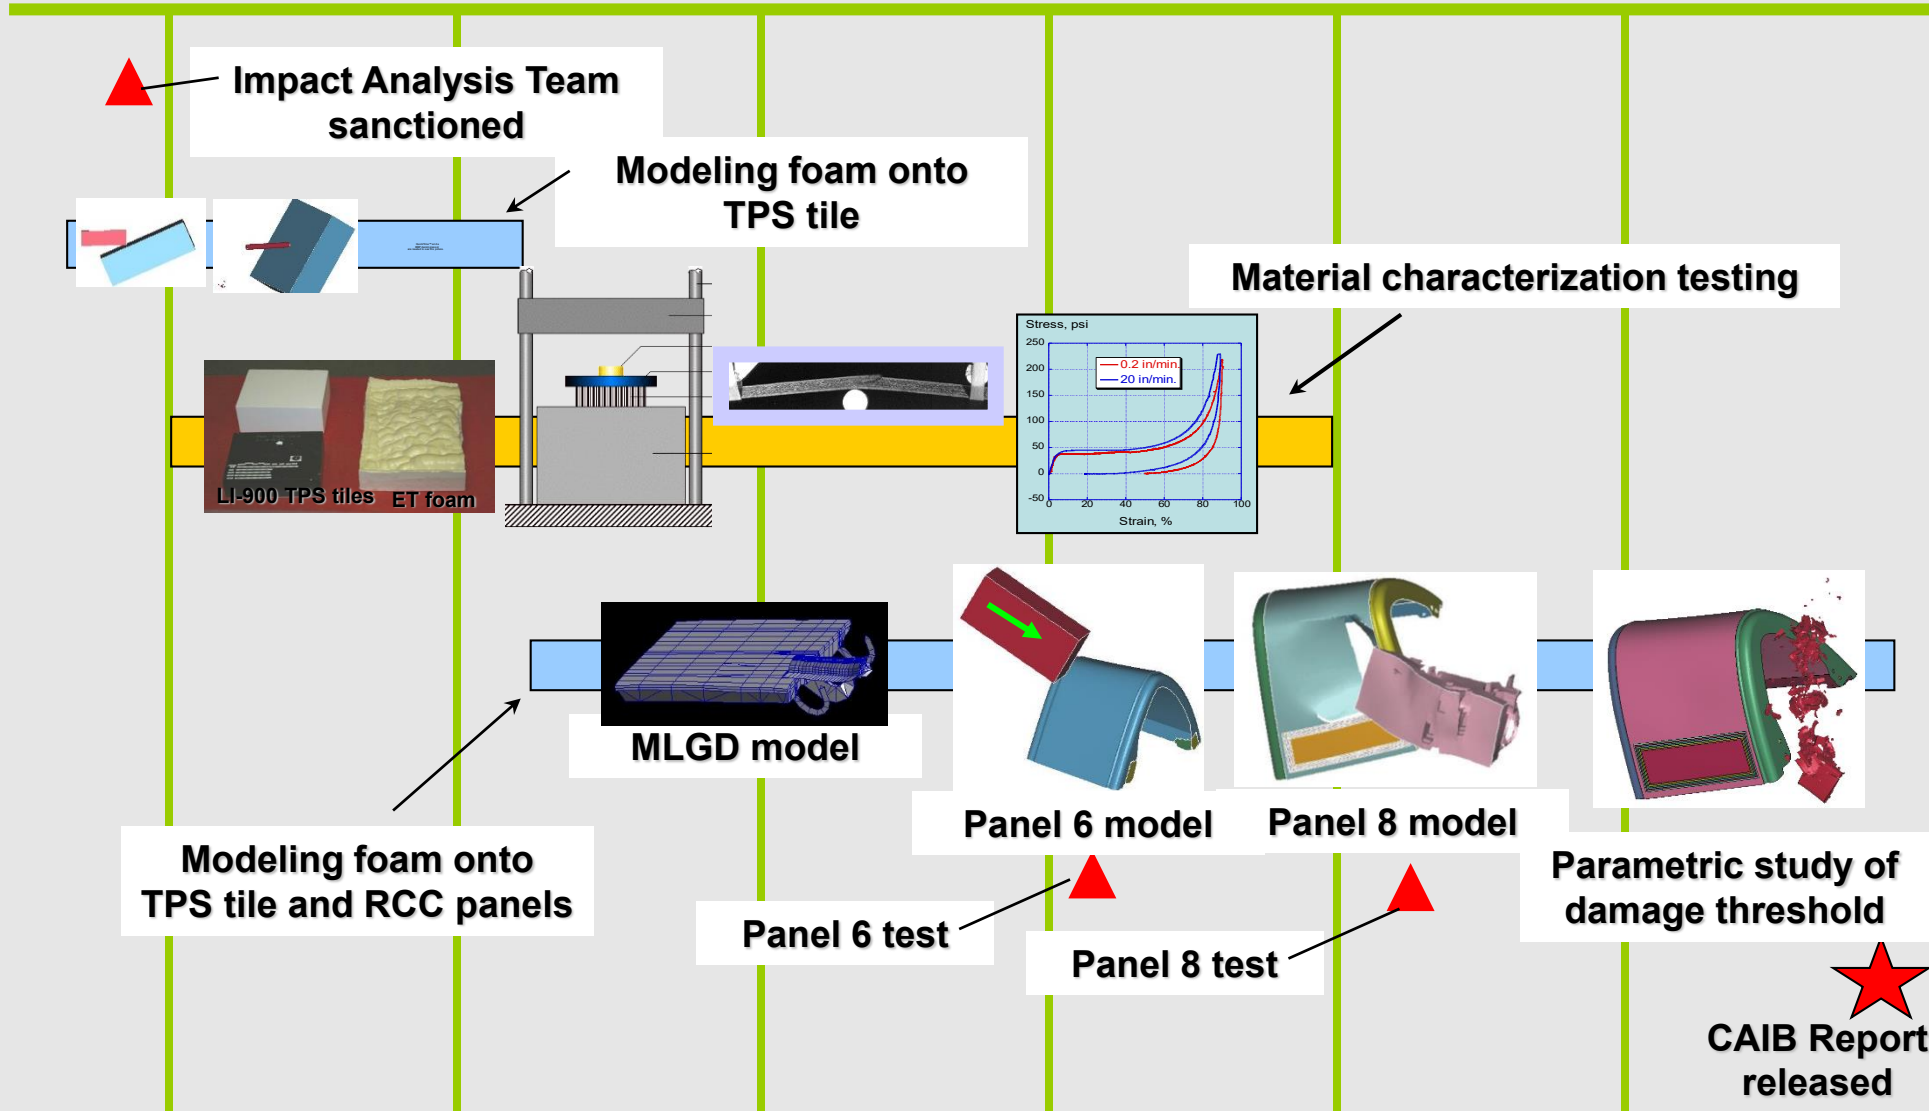 Impact Analysis Team
sanctioned
Modeling foam onto
TPS tile
Material characterization testing
LI-900 TPS tiles
ET foam
Stress, psi
250
200
150
100
50
0
-50
0.2 in/min.
20 in/min.
0
20
40
60
80
100
Strain, %
MLGD model
Panel 6 model
Panel 8 model
Modeling foam onto
TPS tile and RCC panels
Parametric study of
damage threshold
Panel 6 test
Panel 8 test
CAIB Report
released